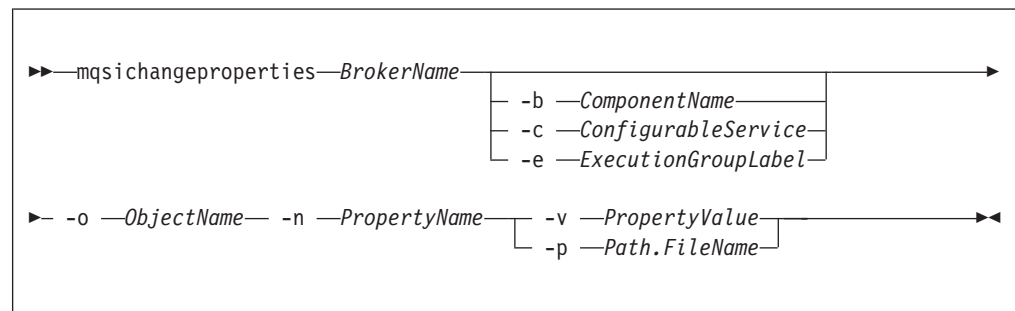 mqsichangeproperties BrokerName
-b ComponentName
-c ConfigurableService
-e ExecutionGroupLabel
-o ObjectName -n PropertyName -v PropertyValue
-p Path.FileName